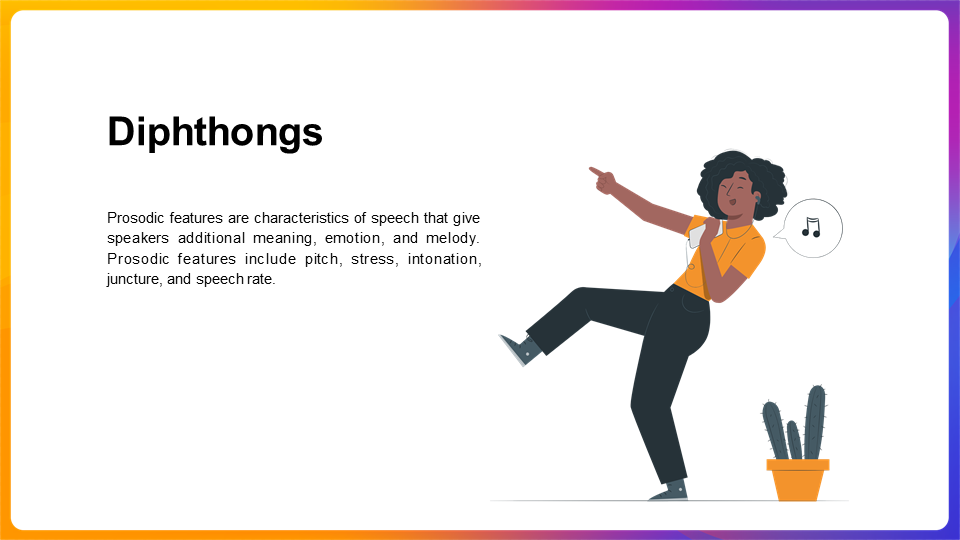 Diphthongs
Prosodic features are characteristics of speech that give
speakers additional meaning, emotion, and melody.
Prosodic features include pitch, stress, intonation,
juncture, and speech rate.